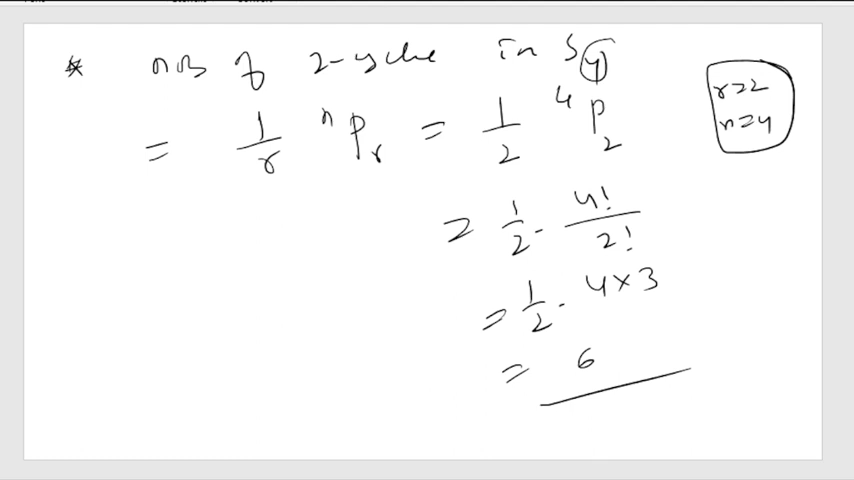 * no of 2-cycle in S4
= 1/r nPr = 1/2 4P2
r=2
n=4
= 1/2 · 4!/2!
= 1/2 · 4×3
= 6